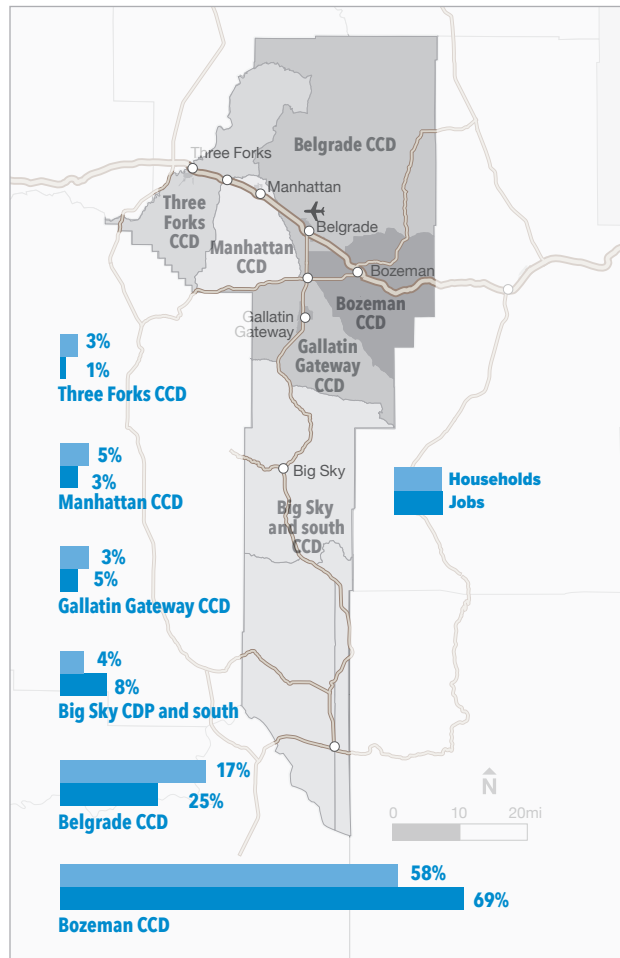 Three Forks
Belgrade CCD
Manhattan
Three
Forks
CCD
Belgrade
Manhattan
CCD
Bozeman
Bozeman
CCD
Gallatin
Gateway
Gallatin
Gateway
CCD
3%
1%
Three Forks CCD
5%
3%
Manhattan CCD
Big Sky
Households
Jobs
Big Sky
and south
CCD
3%
5%
Gallatin Gateway CCD
4%
8%
Big Sky CDP and south
17%
25%
Belgrade CCD
N
0 10 20mi
58%
69%
Bozeman CCD